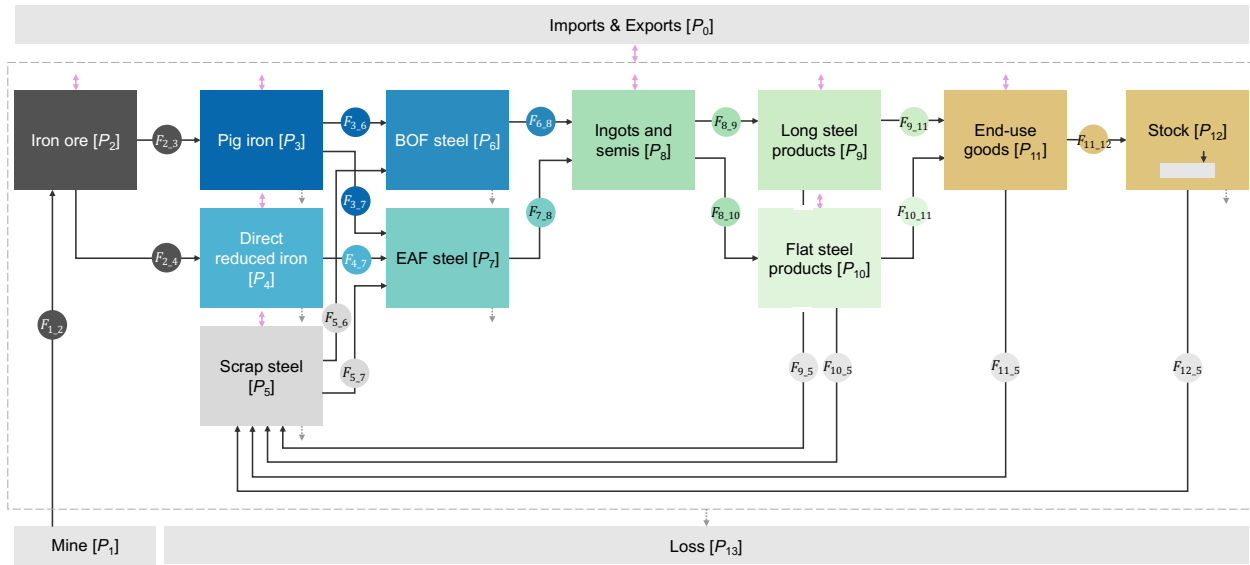 Imports & Exports [P0]
Iron ore [P2]
F2_3
Pig iron [P3]
F3_6
BOF steel [P6]
F6_8
Ingots and
semis [P8]
F8_9
Long steel
products [P9]
F9_11
End-use
goods [P11]
F11_12
Stock [P12]
F3_7
F2_4
Direct
reduced iron
[P4]
F4_7
EAF steel [P7]
F7_8
F8_10
Flat steel
products [P10]
F10_11
F1_2
F5_6
Scrap steel
[P5]
F5_7
F9_5
F10_5
F11_5
F12_5
Mine [P1]
Loss [P13]